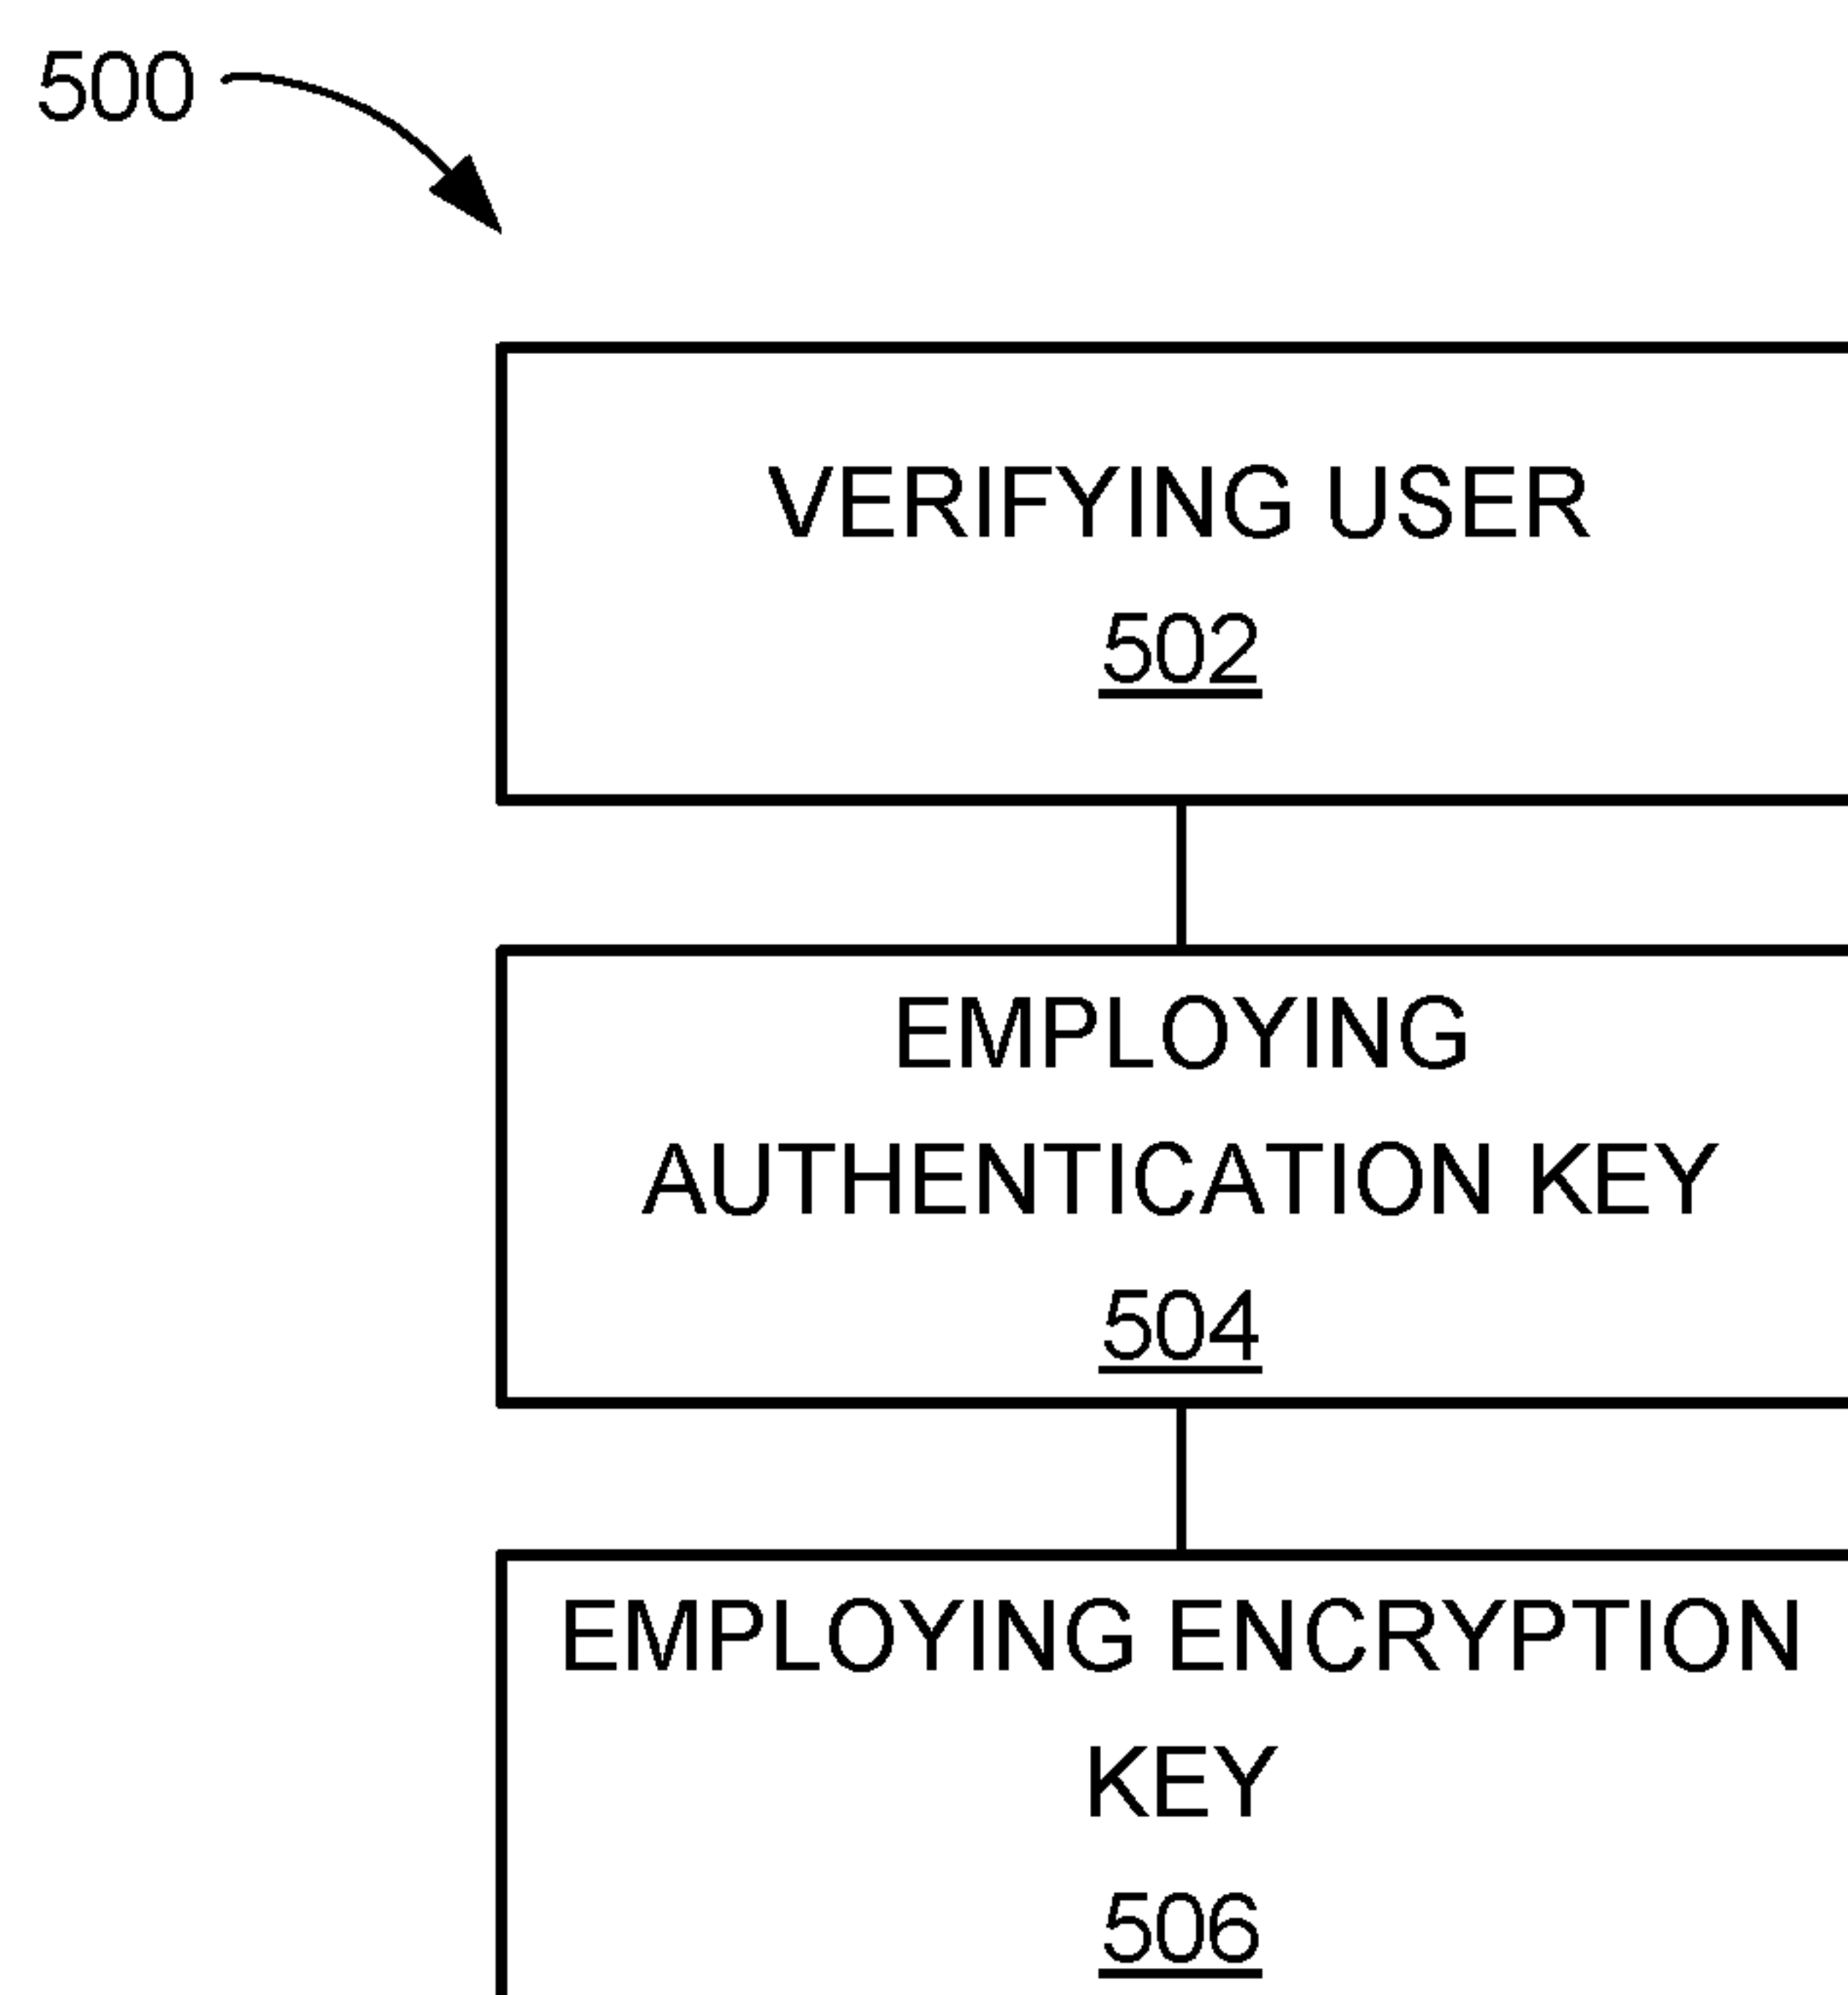 500
VERIFYING USER
502
EMPLOYING
AUTHENTICATION KEY
504
EMPLOYING ENCRYPTION
KEY
506